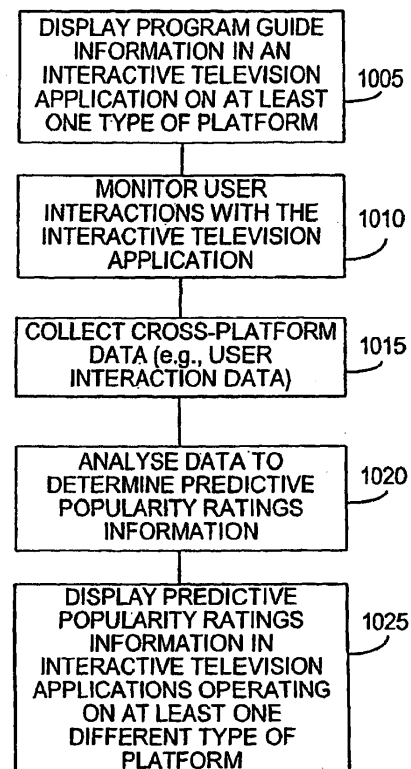 DISPLAY PROGRAM GUIDE
INFORMATION IN AN
INTERACTIVE TELEVISION
APPLICATION ON AT LEAST
ONE TYPE OF PLATFORM
1005
MONITOR USER
INTERACTIONS WITH THE
INTERACTIVE TELEVISION
APPLICATION
1010
COLLECT CROSS-PLATFORM
DATA (e.g., USER
INTERACTION DATA)
1015
ANALYSE DATA TO
DETERMINE PREDICTIVE
POPULARITY RATINGS
INFORMATION
1020
DISPLAY PREDICTIVE
POPULARITY RATINGS
INFORMATION IN
INTERACTIVE TELEVISION
APPLICATIONS OPERATING
ON AT LEAST ONE
DIFFERENT TYPE OF
PLATFORM
1025